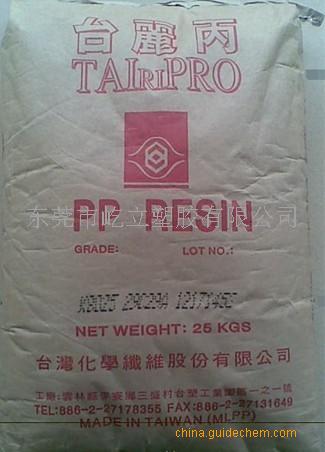 台麗丙
TAIRIPRO
東莞市屹立塑胶有限公司
PP RESIN
GRADE: LOT NO.:
NET WEIGHT: 25 KGS
台灣化學纖維股份有限公司
TEL:886-2-27178355 FAX:886-2-27131649
MADE IN TAIWAN (MLPP)
china.guidechem.com